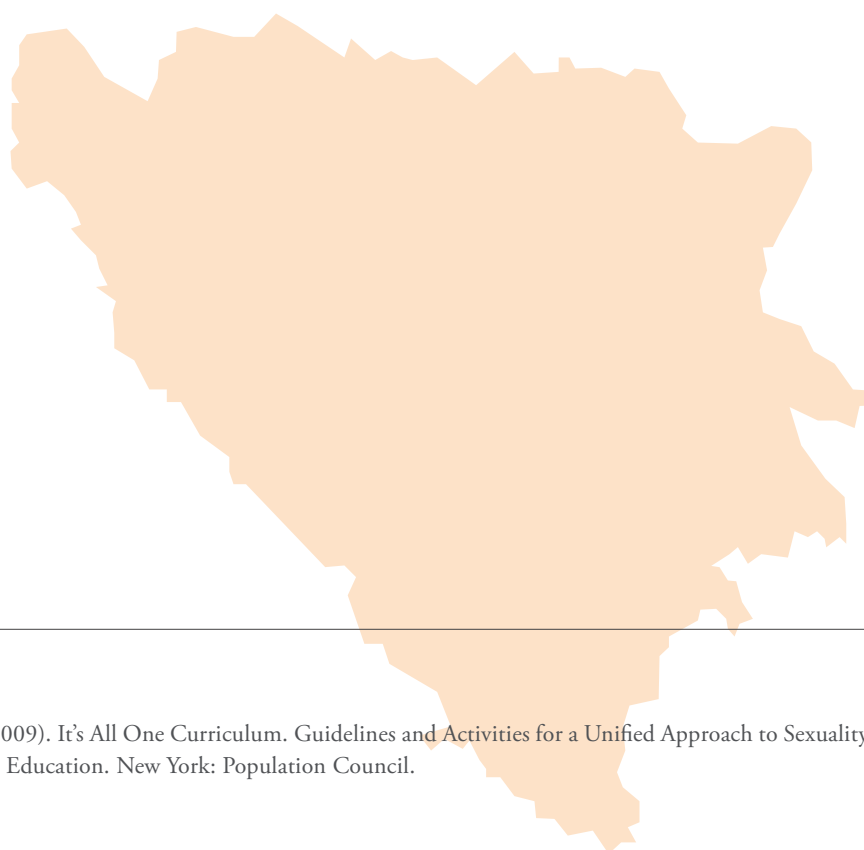 009). It’s All One Curriculum. Guidelines and Activities for a Unified Approach to Sexuality
Education. New York: Population Council.